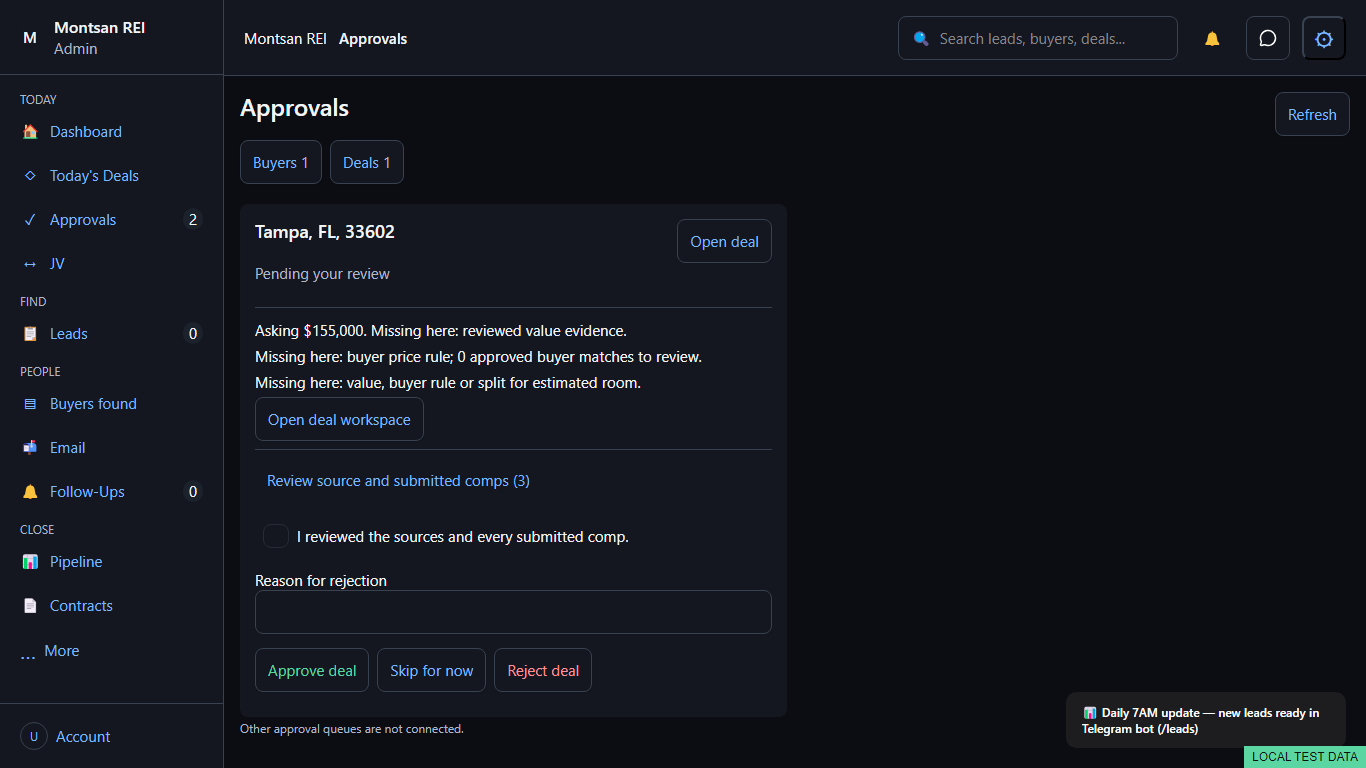 M
Montsan REI
Admin
TODAY
Dashboard
Today's Deals
Approvals 2
JV
FIND
Leads 0
PEOPLE
Buyers found
Email
Follow-Ups 0
CLOSE
Pipeline
Contracts
... More
U Account
Montsan REI Approvals
Search leads, buyers, deals...
Approvals
Refresh
Buyers 1 Deals 1
Tampa, FL, 33602
Open deal
Pending your review
Asking $155,000. Missing here: reviewed value evidence.
Missing here: buyer price rule; 0 approved buyer matches to review.
Missing here: value, buyer rule or split for estimated room.
Open deal workspace
Review source and submitted comps (3)
I reviewed the sources and every submitted comp.
Reason for rejection
Approve deal Skip for now Reject deal
Other approval queues are not connected.
Daily 7AM update — new leads ready in
Telegram bot (/leads)
LOCAL TEST DATA